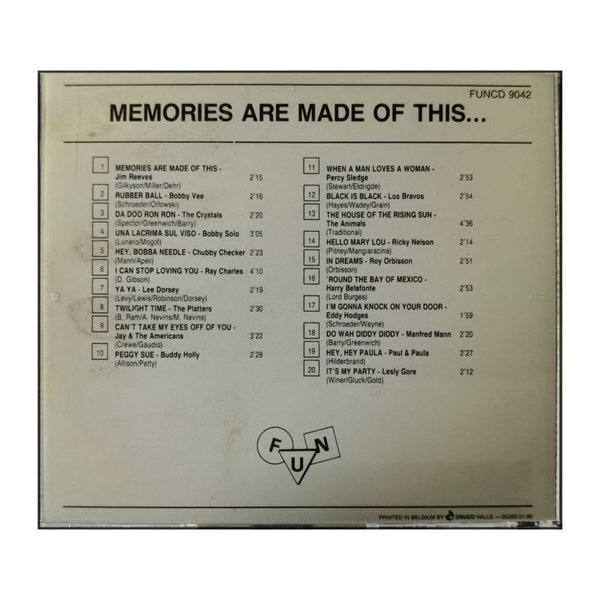 FUNCD 9042
MEMORIES ARE MADE OF THIS...
1 MEMORIES ARE MADE OF THIS -
Jim Reeves 2'15
(Gilkyson/Miller/Dehr)
2 RUBBER BALL - Bobby Vee 2'16
(Schroeder/Orlowski)
3 DA DOO RON RON - The Crystals 2'20
(Spector/Greenwich/Barry)
4 UNA LACRIMA SUL VISO - Bobby Solo 3'05
(Lunero/Mogol)
5 HEY, BOBBA NEEDLE - Chubby Checker 2'23
(Mann/Apeli)
6 I CAN STOP LOVING YOU - Ray Charles 4'10
(D. Gibson)
7 YA YA - Lee Dorsey 2'19
(Levy/Lewis/Robinson/Dorsey)
8 TWILIGHT TIME - The Platters 2'30
(B. Ram/A. Nevins/M. Nevins)
9 CAN'T TAKE MY EYES OFF OF YOU -
Jay & The Americans 3'22
(Crewe/Gaudio)
10 PEGGY SUE - Buddy Holly 2'28
(Allison/Petty)
11 WHEN A MAN LOVES A WOMAN -
Percy Sledge 2'53
(Stewart/Eldrigde)
12 BLACK IS BLACK - Los Bravos 2'54
(Hayes/Wadey/Grain)
13 THE HOUSE OF THE RISING SUN -
The Animals 2'36
(Traditional)
14 HELLO MARY LOU - Ricky Nelson 2'14
(Pitney/Mangiaracina)
15 IN DREAMS - Roy Orbisson 2'51
(Orbisson)
16 'ROUND THE BAY OF MEXICO -
Harry Belafonte 2'53
(Lord Burges)
17 I'M GONNA KNOCK ON YOUR DOOR -
Eddy Hodges 1'59
(Schroeder/Wayne)
18 DO WAH DIDDY DIDDY - Manfred Mann 2'20
(Barry/Greenwich)
19 HEY, HEY PAULA - Paul & Paula 2'27
(Hilderbrand)
20 IT'S MY PARTY - Lesly Gore 2'12
(Winer/Gluck/Gold)
FUN
PRINTED IN BELGIUM BY DRUCO HALLE —